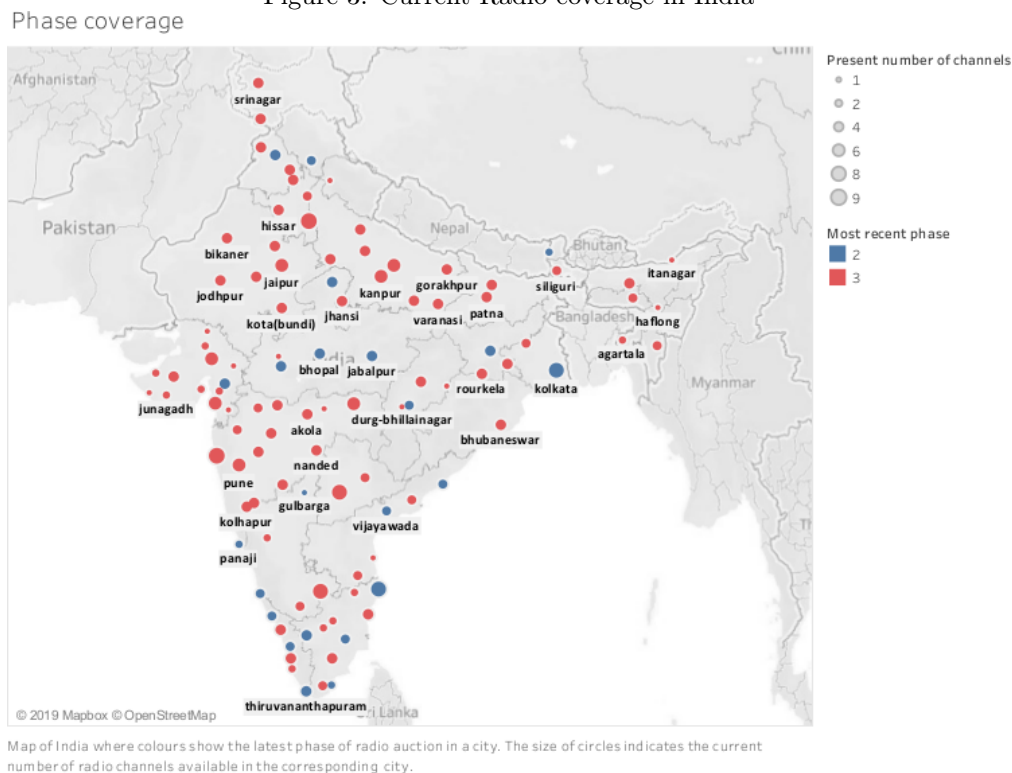 Figure 3: Current Radio coverage in India
Phase coverage
Afghanistan
srinagar
Pakistan
hissar
Nepal
Bhutan
bikaner
itanagar
jodhpur
jaipur
kanpur
gorakhpur
siliguri
kota(bundi)
jhansi
varanasi
patna
Bangladesh
haflong
India
agartala
bhopal
jabalpur
rourkela
kolkata
Myanmar
junagadh
akola
durg-bhillainagar
bhubaneswar
nanded
pune
gulbarga
kolhapur
vijayawada
panaji
thiruvananthapuram
Sri Lanka
© 2019 Mapbox © OpenStreetMap
Present number of channels
1
2
4
6
8
9
Most recent phase
2
3
Map of India where colours show the latest phase of radio auction in a city. The size of circles indicates the current
number of radio channels available in the corresponding city.